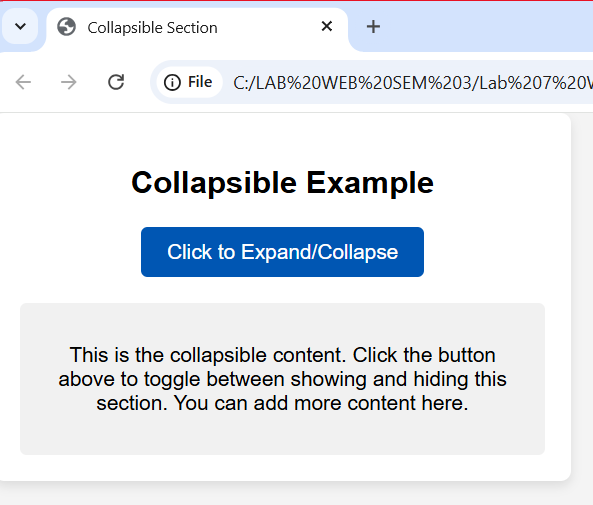 Collapsible Section
File C:/LAB%20WEB%20SEM%203/Lab%207%20
Collapsible Example
Click to Expand/Collapse
This is the collapsible content. Click the button
above to toggle between showing and hiding this
section. You can add more content here.